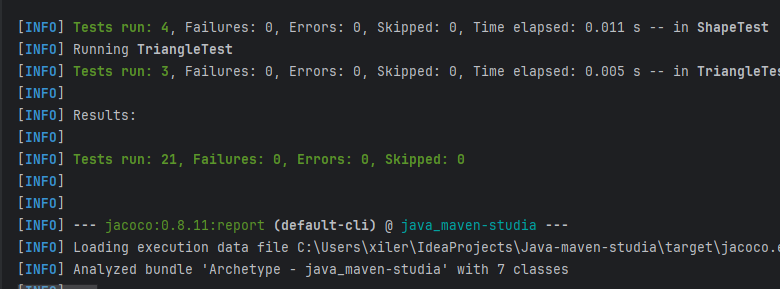 [INFO] Tests run: 4, Failures: 0, Errors: 0, Skipped: 0, Time elapsed: 0.011 s -- in ShapeTest
[INFO] Running TriangleTest
[INFO] Tests run: 3, Failures: 0, Errors: 0, Skipped: 0, Time elapsed: 0.005 s -- in TriangleTes
[INFO]
[INFO] Results:
[INFO]
[INFO] Tests run: 21, Failures: 0, Errors: 0, Skipped: 0
[INFO]
[INFO]
[INFO] --- jacoco:0.8.11:report (default-cli) @ java_maven-studia ---
[INFO] Loading execution data file C:\Users\xiler\IdeaProjects\Java-maven-studia\target\jacoco.e
[INFO] Analyzed bundle 'Archetype - java_maven-studia' with 7 classes
[INFO]